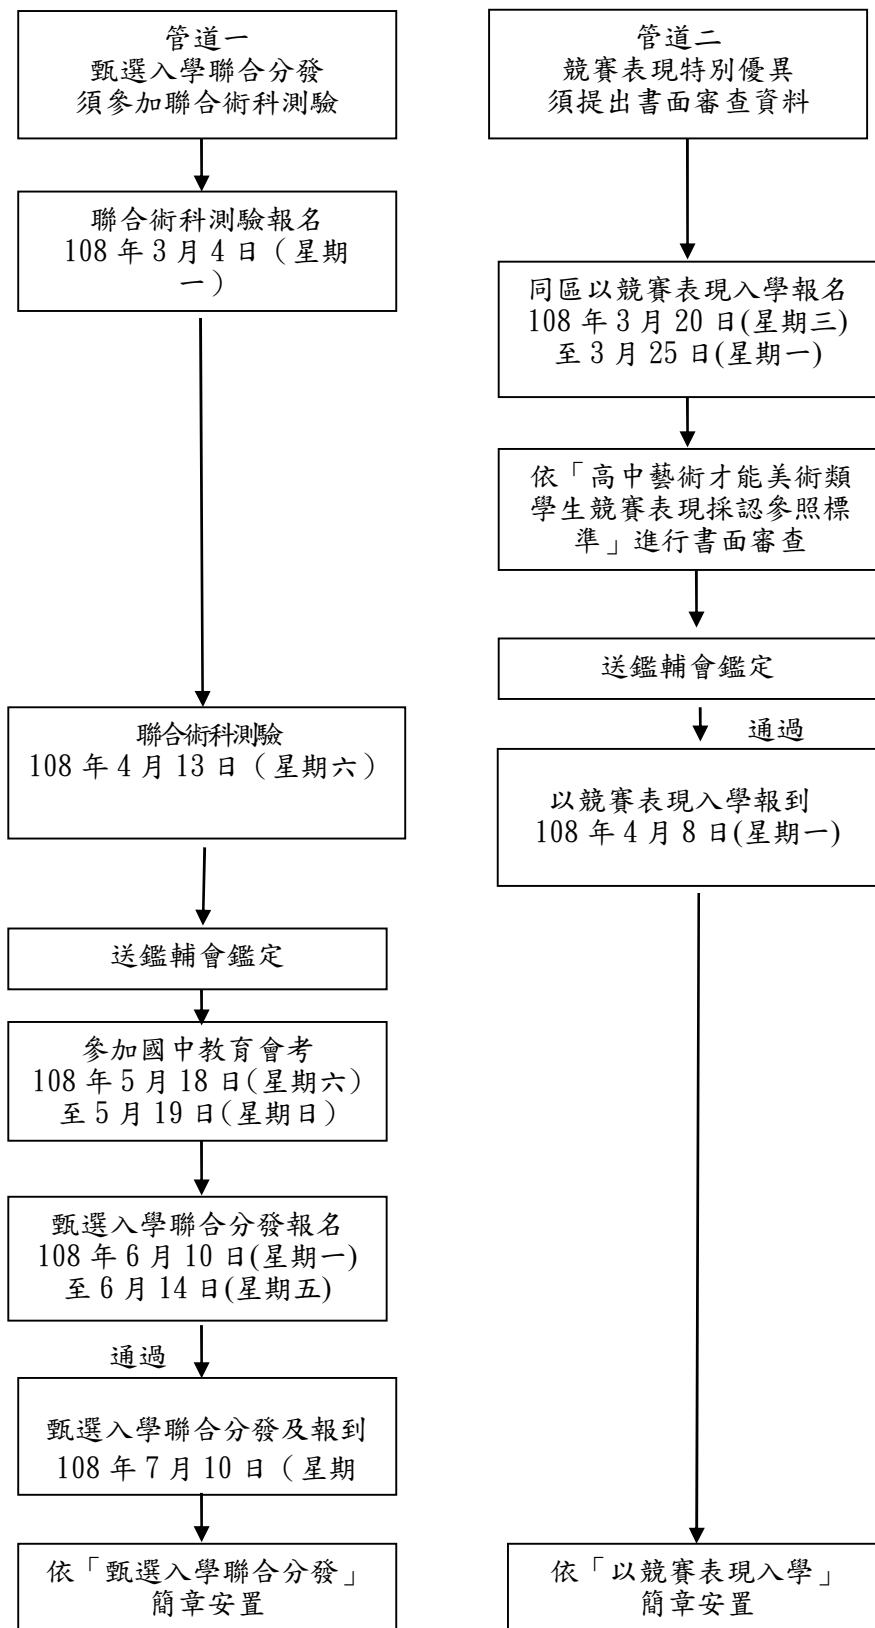 管道一
甄選入學聯合分發
須參加聯合術科測驗
聯合術科測驗報名
108 年 3 月 4 日（星期
一）
聯合術科測驗
108 年 4 月 13 日（星期六）
送鑑輔會鑑定
參加國中教育會考
108 年 5 月 18 日(星期六)
至 5 月 19 日(星期日)
甄選入學聯合分發報名
108 年 6 月 10 日(星期一)
至 6 月 14 日(星期五)
通過
甄選入學聯合分發及報到
108 年 7 月 10 日（星期
依「甄選入學聯合分發」
簡章安置
管道二
競賽表現特別優異
須提出書面審查資料
同區以競賽表現入學報名
108 年 3 月 20 日(星期三)
至 3 月 25 日(星期一)
依「高中藝術才能美術類
學生競賽表現採認參照標
準」進行書面審查
送鑑輔會鑑定
通過
以競賽表現入學報到
108 年 4 月 8 日(星期一)
依「以競賽表現入學」
簡章安置